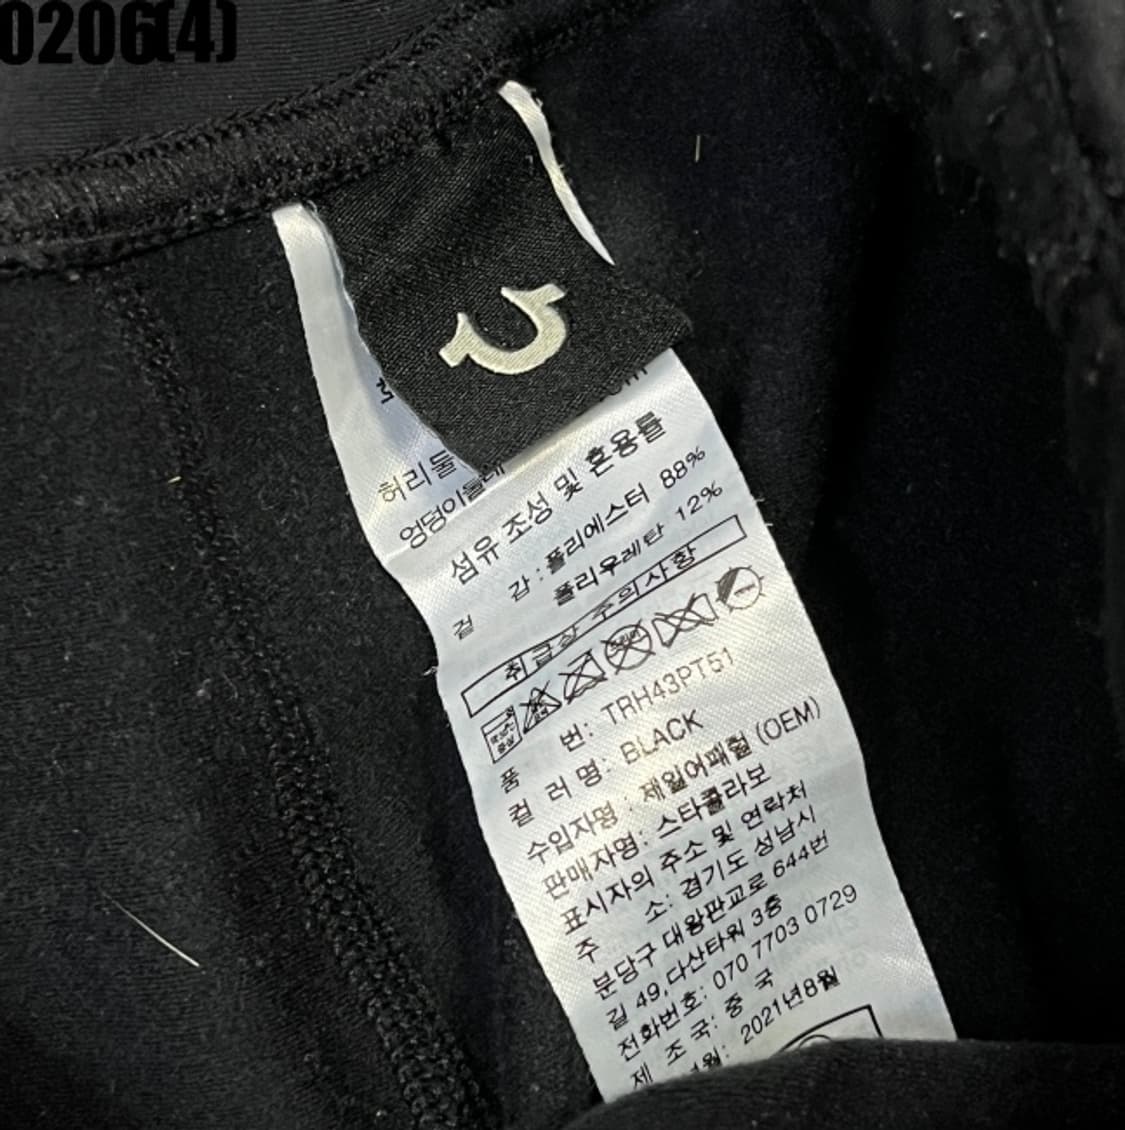 0206(4)
허리둘
엉덩이둘레
섬유 조성 및 혼용률
겉 감 : 폴리에스터 88%
폴리우레탄 12%
취급상 주의사항
품 번: TRH43PT51
컬 러 명: BLACK
수입자명 : 제일어패럴 (OEM)
판매자명: 스타콜라보
표시자의 주소 및 연락처
주 소: 경기도 성남시
분당구 대왕판교로 644번
길 49,다산타워 3층
전화번호: 070 7703 0729
제 조 국: 중 국
년월: 2021년8월